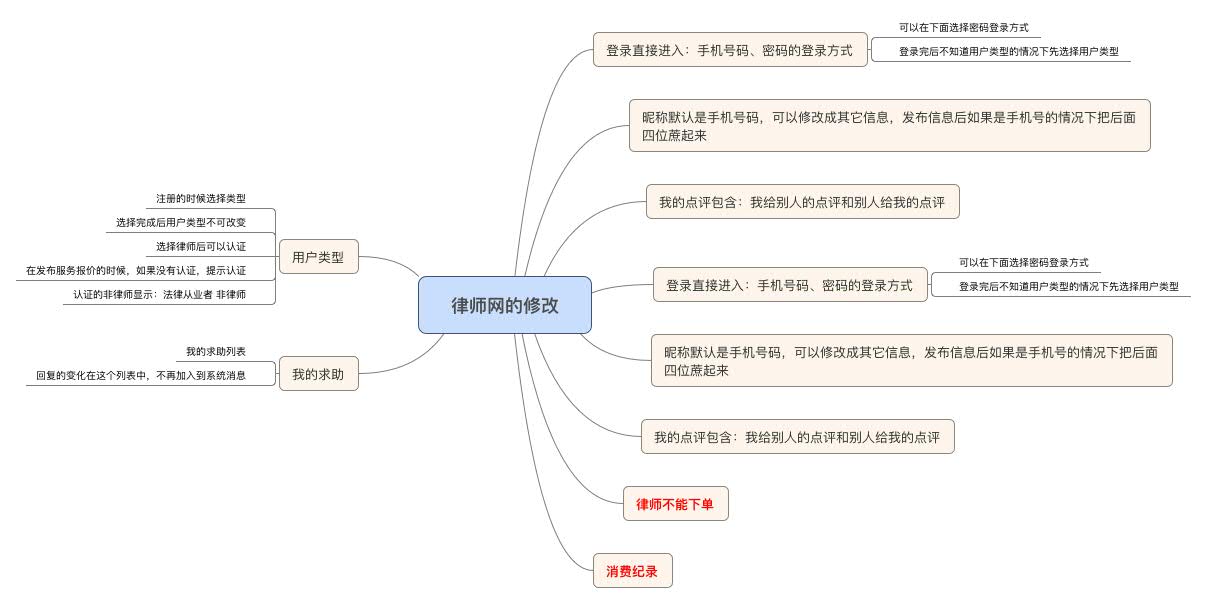 律师网的修改
登录直接进入：手机号码、密码的登录方式
可以在下面选择密码登录方式
登录完后不知道用户类型的情况下先选择用户类型
昵称默认是手机号码，可以修改成其它信息，发布信息后如果是手机号的情况下把后面
四位蔗起来
我的点评包含：我给别人的点评和别人给我的点评
登录直接进入：手机号码、密码的登录方式
可以在下面选择密码登录方式
登录完后不知道用户类型的情况下先选择用户类型
昵称默认是手机号码，可以修改成其它信息，发布信息后如果是手机号的情况下把后面
四位蔗起来
我的点评包含：我给别人的点评和别人给我的点评
律师不能下单
消费纪录
用户类型
注册的时候选择类型
选择完成后用户类型不可改变
选择律师后可以认证
在发布服务报价的时候，如果没有认证，提示认证
认证的非律师显示：法律从业者 非律师
我的求助
我的求助列表
回复的变化在这个列表中，不再加入到系统消息